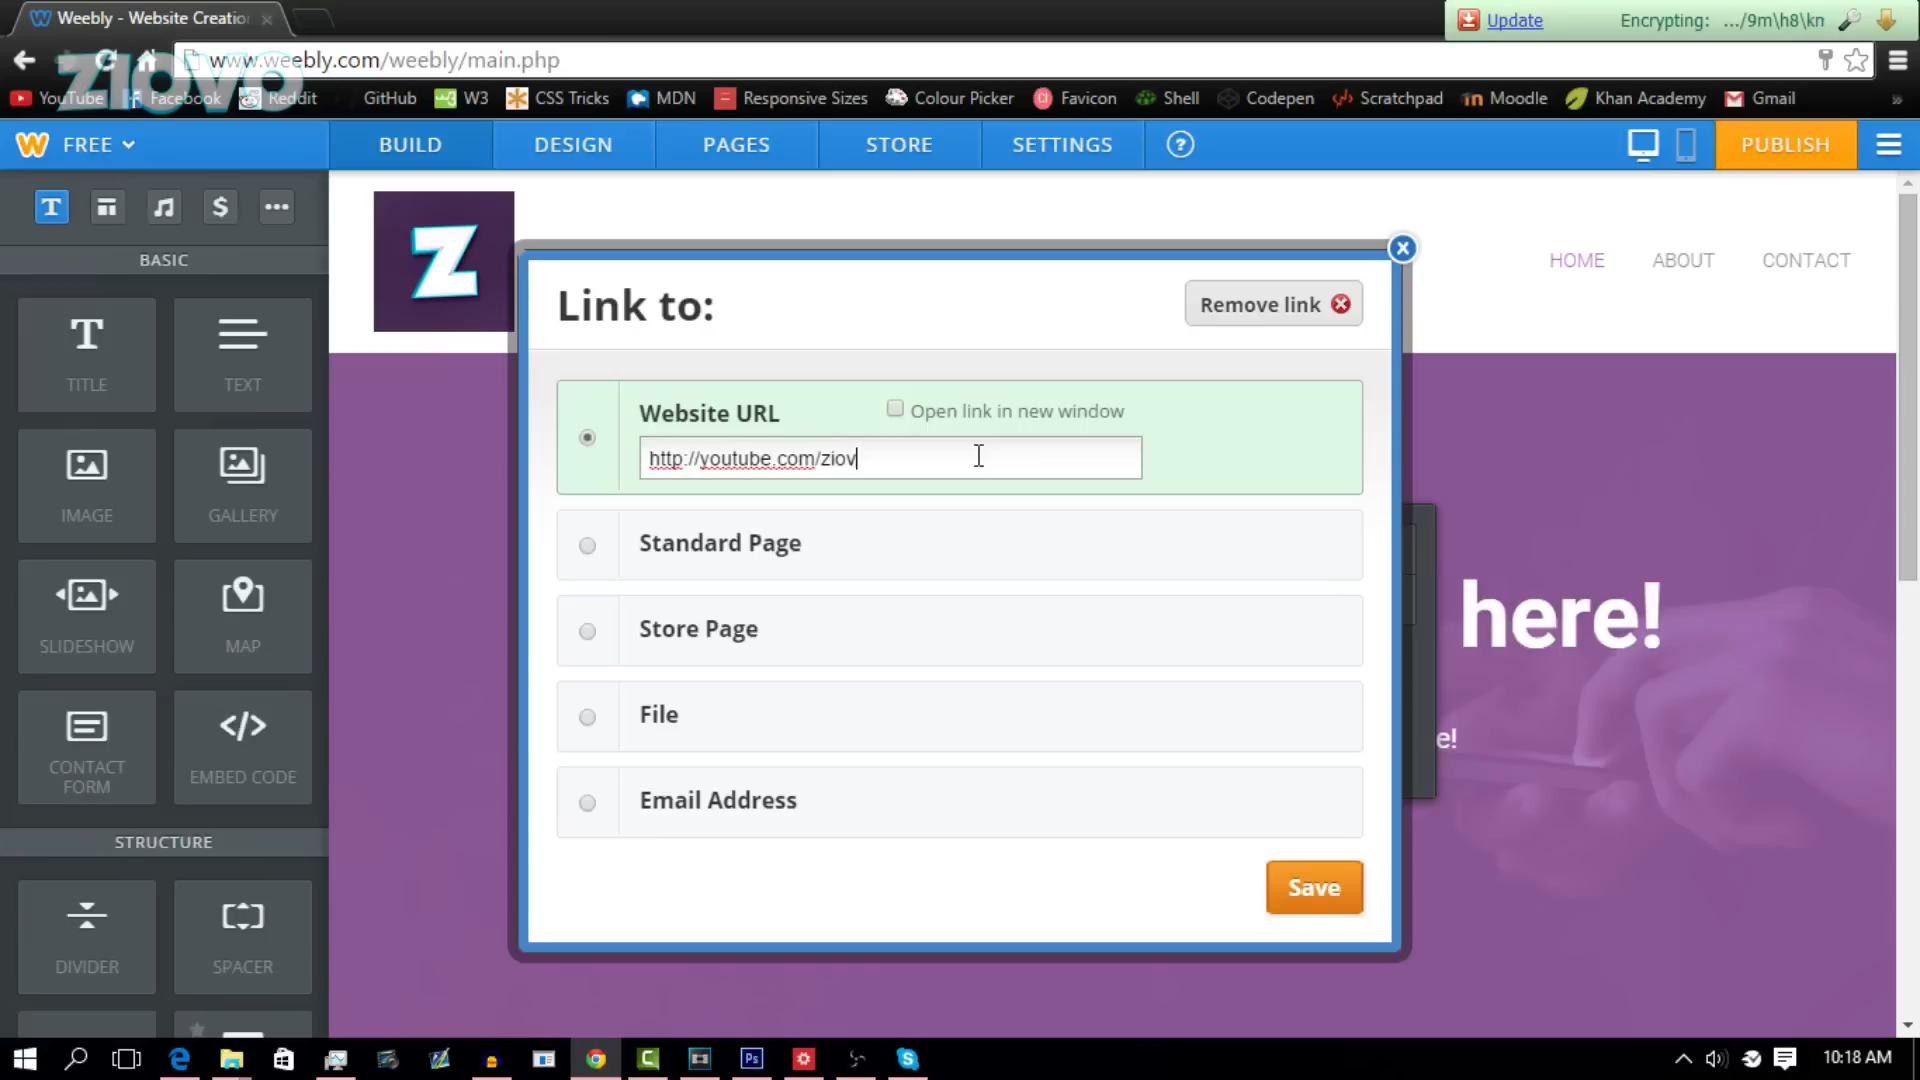 Weebly - Website Creatio
Update
Encrypting: .../9m\h8\kn
www.weebly.com/weebly/main.php
ZIOVO
YouTube
Facebook
Reddit
GitHub
W3
CSS Tricks
MDN
Responsive Sizes
Colour Picker
Favicon
Shell
Codepen
Scratchpad
Moodle
Khan Academy
Gmail
FREE
BUILD
DESIGN
PAGES
STORE
SETTINGS
PUBLISH
BASIC
TITLE
TEXT
IMAGE
GALLERY
SLIDESHOW
MAP
CONTACT
FORM
EMBED CODE
STRUCTURE
DIVIDER
SPACER
Z
HOME
ABOUT
CONTACT
Link to:
Remove link
Website URL
Open link in new window
http://youtube.com/ziov
Standard Page
Store Page
File
Email Address
Save
here!
e!
Ps
10:18 AM